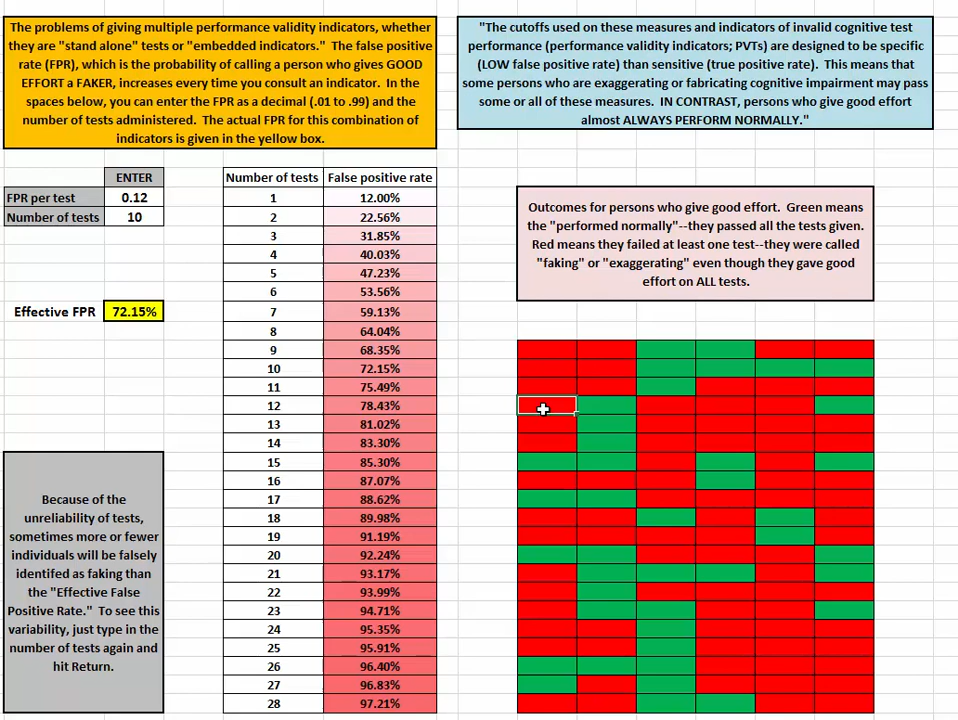 The problems of giving multiple performance validity indicators, whether
they are "stand alone" tests or "embedded indicators."  The false positive
rate (FPR), which is the probability of calling a person who gives GOOD
EFFORT a FAKER, increases every time you consult an indicator.  In the
spaces below, you can enter the FPR as a decimal (.01 to .99) and the
number of tests administered.  The actual FPR for this combination of
indicators is given in the yellow box.
"The cutoffs used on these measures and indicators of invalid cognitive test
performance (performance validity indicators; PVTs) are designed to be specific
(LOW false positive rate) than sensitive (true positive rate).  This means that
some persons who are exaggerating or fabricating cognitive impairment may pass
some or all of these measures.  IN CONTRAST, persons who give good effort
almost ALWAYS PERFORM NORMALLY."
ENTER
FPR per test 0.12
Number of tests 10
Effective FPR 72.15%
Because of the
unreliability of tests,
sometimes more or fewer
individuals will be falsely
identifed as faking than
the "Effective False
Positive Rate."  To see this
variability, just type in the
number of tests again and
hit Return.
Number of tests False positive rate
1 12.00%
2 22.56%
3 31.85%
4 40.03%
5 47.23%
6 53.56%
7 59.13%
8 64.04%
9 68.35%
10 72.15%
11 75.49%
12 78.43%
13 81.02%
14 83.30%
15 85.30%
16 87.07%
17 88.62%
18 89.98%
19 91.19%
20 92.24%
21 93.17%
22 93.99%
23 94.71%
24 95.35%
25 95.91%
26 96.40%
27 96.83%
28 97.21%
Outcomes for persons who give good effort.  Green means
the "performed normally"--they passed all the tests given.
Red means they failed at least one test--they were called
"faking" or "exaggerating" even though they gave good
effort on ALL tests.